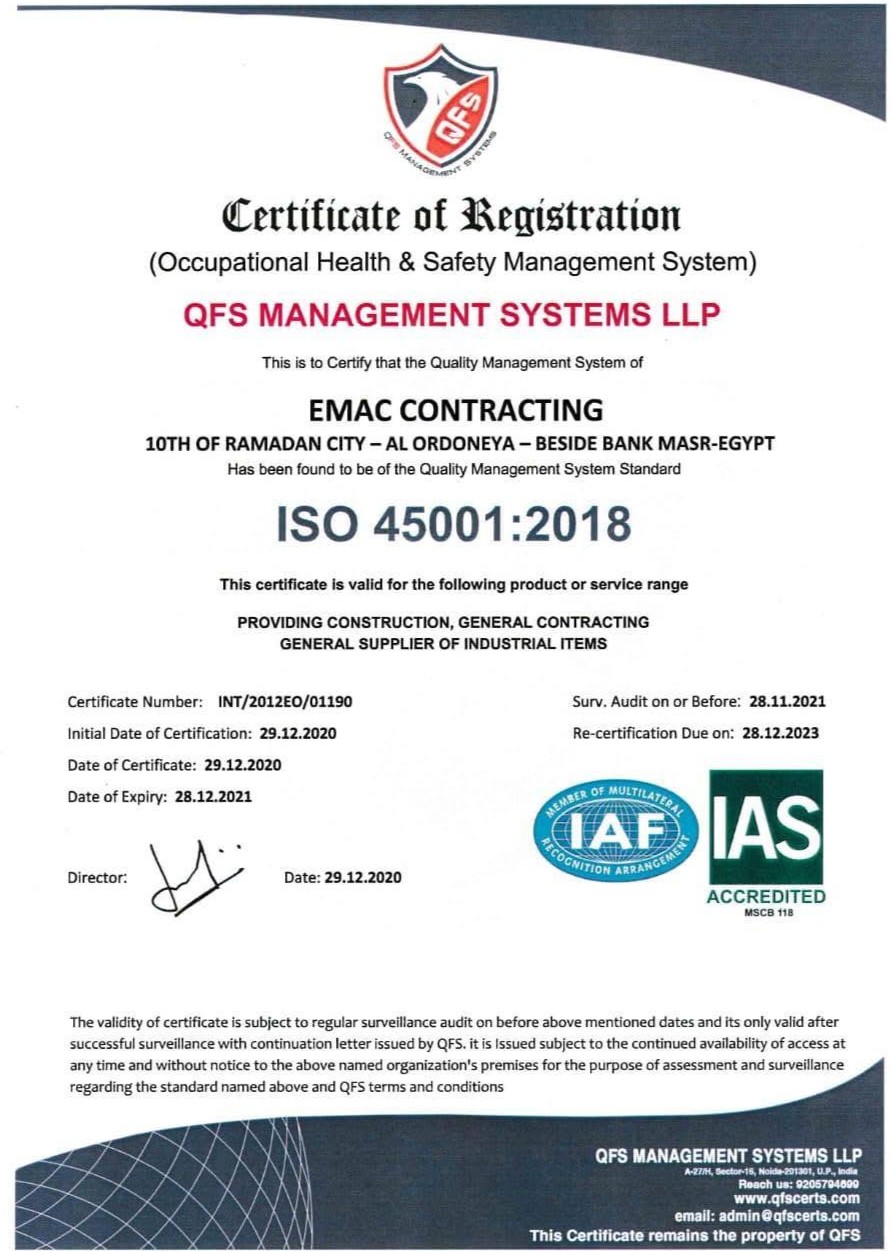 QFS
QFS MANAGEMENT SYSTEMS
Certificate of Registration
(Occupational Health & Safety Management System)
QFS MANAGEMENT SYSTEMS LLP
This is to Certify that the Quality Management System of
EMAC CONTRACTING
10TH OF RAMADAN CITY – AL ORDONEYA – BESIDE BANK MASR-EGYPT
Has been found to be of the Quality Management System Standard
ISO 45001:2018
This certificate is valid for the following product or service range
PROVIDING CONSTRUCTION, GENERAL CONTRACTING
GENERAL SUPPLIER OF INDUSTRIAL ITEMS
Certificate Number: INT/2012EO/01190
Surv. Audit on or Before: 28.11.2021
Initial Date of Certification: 29.12.2020
Re-certification Due on: 28.12.2023
Date of Certificate: 29.12.2020
Date of Expiry: 28.12.2021
MEMBER OF MULTILATERAL
IAF
RECOGNITION ARRANGEMENT
IAS
ACCREDITED
MSCB 118
Director:
Date: 29.12.2020
The validity of certificate is subject to regular surveillance audit on before above mentioned dates and its only valid after
successful surveillance with continuation letter issued by QFS. it is Issued subject to the continued availability of access at
any time and without notice to the above named organization's premises for the purpose of assessment and surveillance
regarding the standard named above and QFS terms and conditions
QFS MANAGEMENT SYSTEMS LLP
A-27/H, Sector-16, Noida-201301, U.P., India
Reach us: 9205794699
www.qfscerts.com
email: admin@qfscerts.com
This Certificate remains the property of QFS